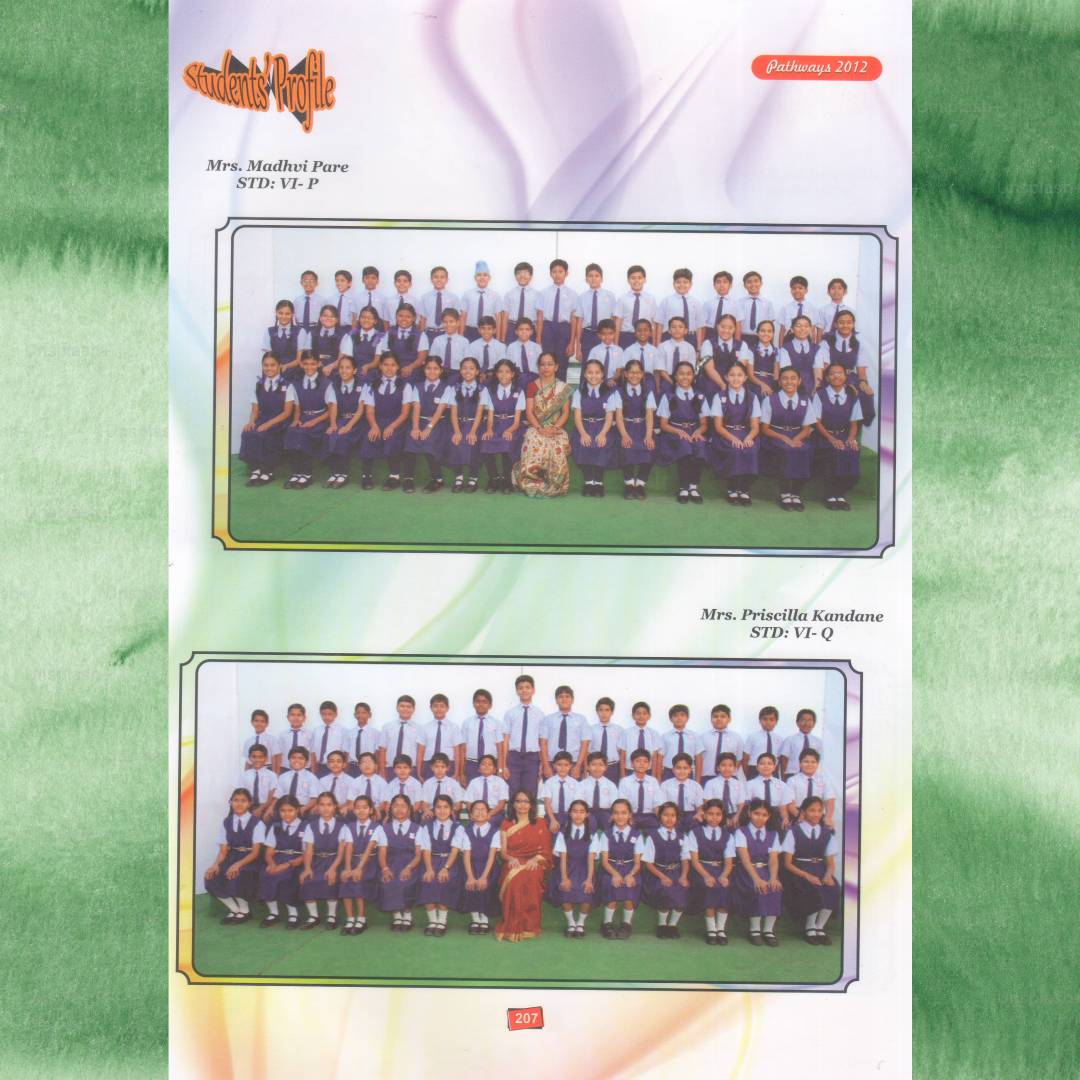 Students' Profile
Pathways 2012
Mrs. Madhvi Pare
STD: VI- P
Mrs. Priscilla Kandane
STD: VI- Q
207